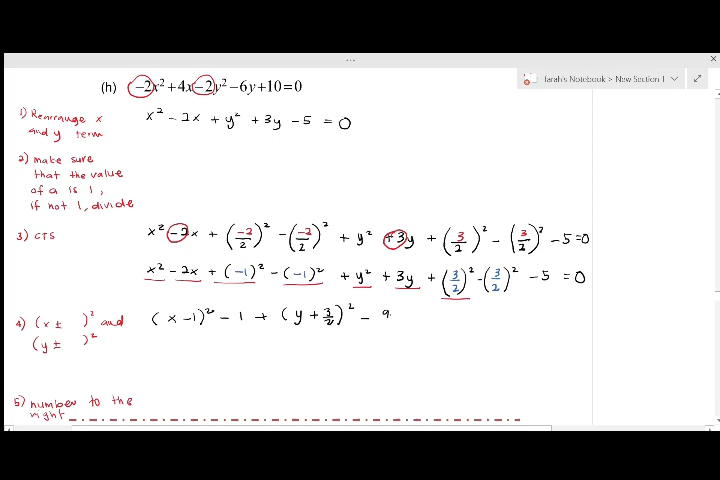 Tarah's Notebook > New Section 1
(h) −2x² + 4x − 2y² − 6y + 10 = 0
1) Rearrange x and y term
x² − 2x + y² + 3y − 5 = 0
2) make sure that the value of a is 1, if not 1, divide
3) CTS
x² − 2x + (−2/2)² − (−2/2)² + y² + 3y + (3/2)² − (3/2)² − 5 = 0
x² − 2x + (−1)² − (−1)² + y² + 3y + (3/2)² − (3/2)² − 5 = 0
4) (x ± )² and (y ± )²
(x − 1)² − 1 + (y + 3/2)² − 9
5) number to the right